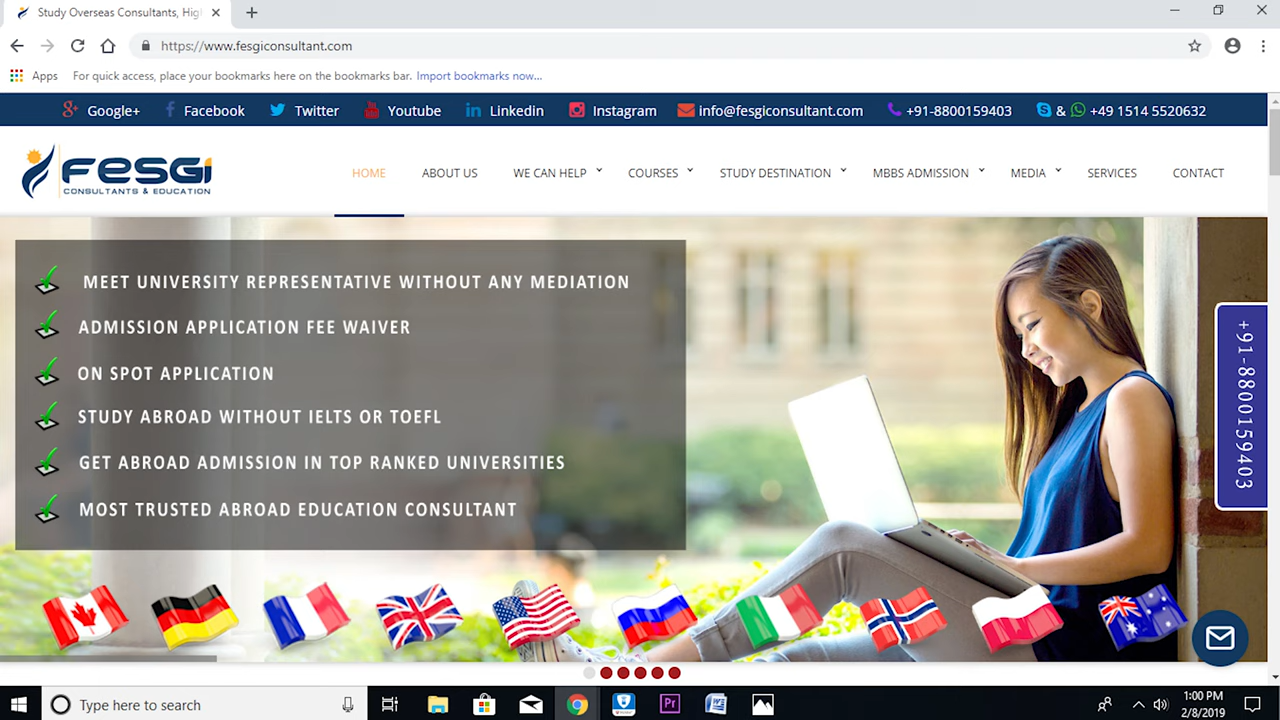 Study Overseas Consultants, Hig
https://www.fesgiconsultant.com
Apps For quick access, place your bookmarks here on the bookmarks bar. Import bookmarks now...
Google+ Facebook Twitter Youtube Linkedin Instagram info@fesgiconsultant.com +91-8800159403 & +49 1514 5520632
FESGI
CONSULTANTS & EDUCATION
HOME ABOUT US WE CAN HELP COURSES STUDY DESTINATION MBBS ADMISSION MEDIA SERVICES CONTACT
MEET UNIVERSITY REPRESENTATIVE WITHOUT ANY MEDIATION
ADMISSION APPLICATION FEE WAIVER
ON SPOT APPLICATION
STUDY ABROAD WITHOUT IELTS OR TOEFL
GET ABROAD ADMISSION IN TOP RANKED UNIVERSITIES
MOST TRUSTED ABROAD EDUCATION CONSULTANT
+91-8800159403
Type here to search
1:00 PM
2/8/2019